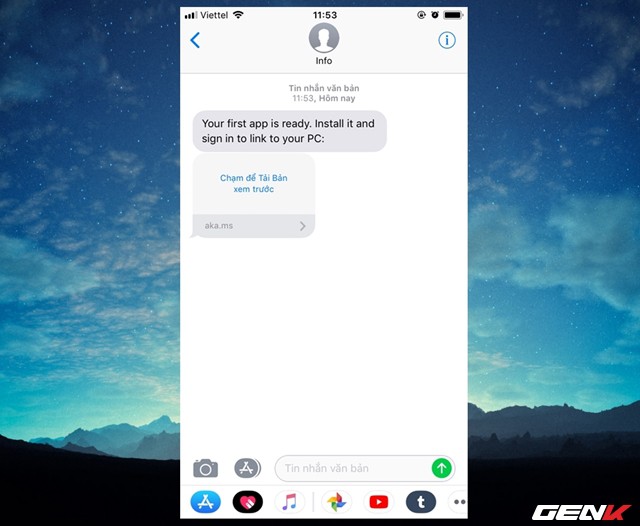 Viettel
11:53
Info
Tin nhắn văn bản
11:53, Hôm nay
Your first app is ready. Install it and
sign in to link to your PC:
Chạm để Tải Bản
xem trước
aka.ms
Tin nhắn văn bản
GENK